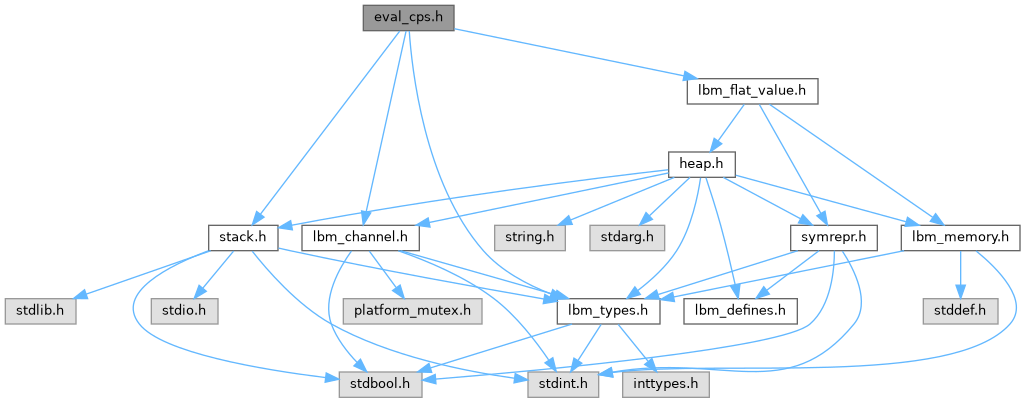 eval_cps.h
lbm_flat_value.h
heap.h
stack.h
lbm_channel.h
string.h
stdarg.h
symrepr.h
lbm_memory.h
stdlib.h
stdio.h
platform_mutex.h
lbm_types.h
lbm_defines.h
stddef.h
stdbool.h
stdint.h
inttypes.h